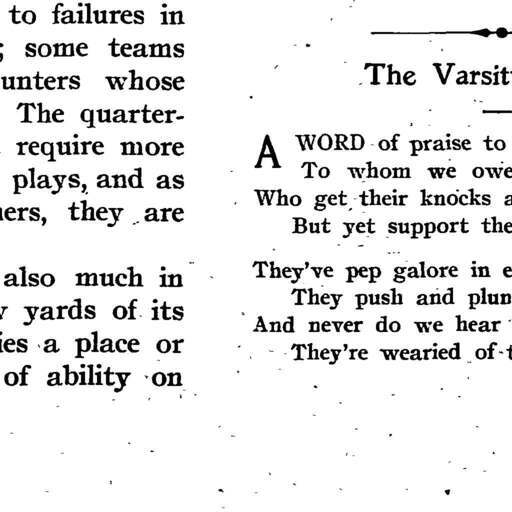 to failures in
; some teams
unters whose
The quarter-
require more
plays, and as
ners, they are
also much in
yards of its
ies a place or
of ability on
The Varsit
A WORD of praise to
To whom we owe
Who get their knocks a
But yet support the
They've pep galore in e
They push and plun
And never do we hear
They're wearied of t